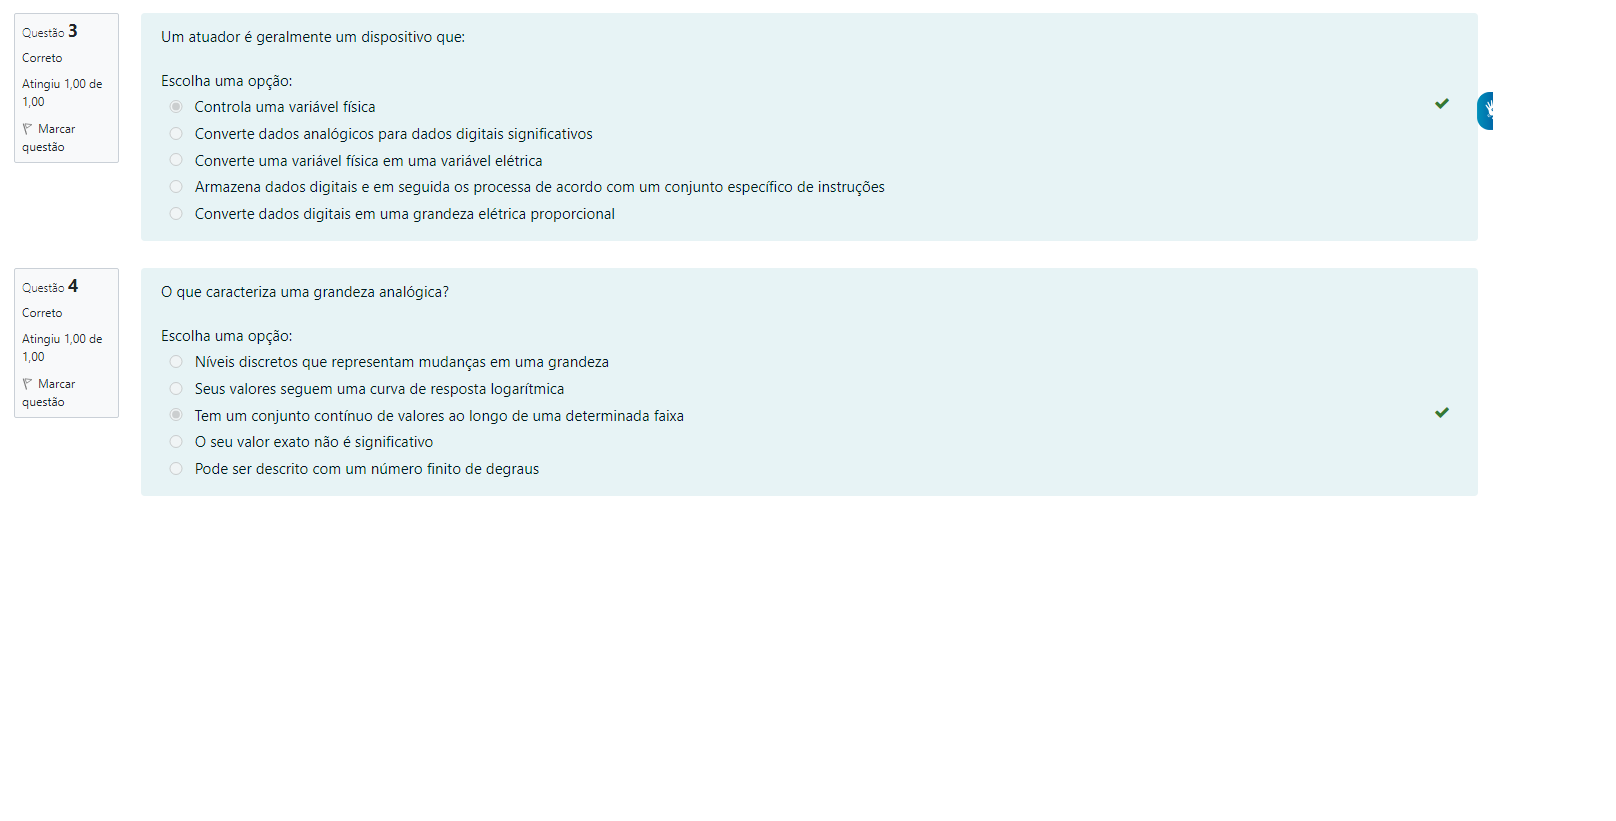 Questão 3
Correto
Atingiu 1,00 de
1,00
Marcar
questão
Um atuador é geralmente um dispositivo que:
Escolha uma opção:
Controla uma variável física
Converte dados analógicos para dados digitais significativos
Converte uma variável física em uma variável elétrica
Armazena dados digitais e em seguida os processa de acordo com um conjunto específico de instruções
Converte dados digitais em uma grandeza elétrica proporcional
Questão 4
Correto
Atingiu 1,00 de
1,00
Marcar
questão
O que caracteriza uma grandeza analógica?
Escolha uma opção:
Níveis discretos que representam mudanças em uma grandeza
Seus valores seguem uma curva de resposta logarítmica
Tem um conjunto contínuo de valores ao longo de uma determinada faixa
O seu valor exato não é significativo
Pode ser descrito com um número finito de degraus